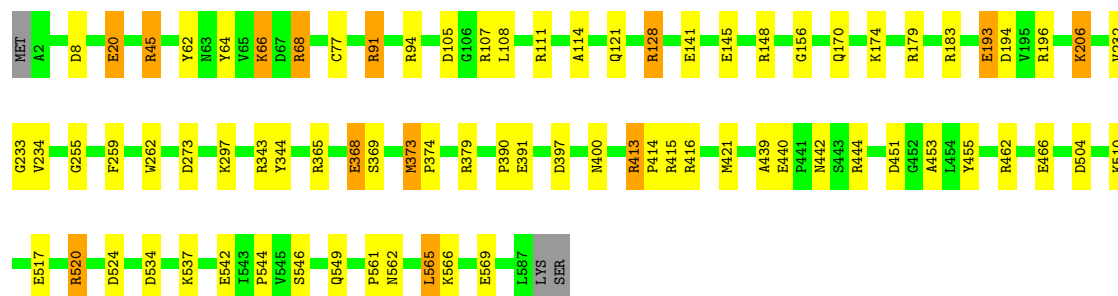 MET A2 D8 E20 R45 Y62 N63 Y64 V65 K66 D67 R68 C77 R91 R94 D105 G106 R107 L108 R111 A114 Q121 R128 E141 E145 R148 G156 Q170 K174 R179 R183 E193 D194 V195 R196 K206
G233 V234 G255 F259 W262 D273 K297 R343 Y344 R365 E368 S369 M373 P374 R379 P390 E391 D397 N400 R413 P414 R415 R416 M421 A439 E440 P441 N442 S443 R444 D451 G452 A453 L454 Y455 R462 E466 D504
E517 R520 D524 D534 K537 E542 I543 P544 V545 S546 Q549 P561 N562 L565 K566 E569 L587 LYS SER